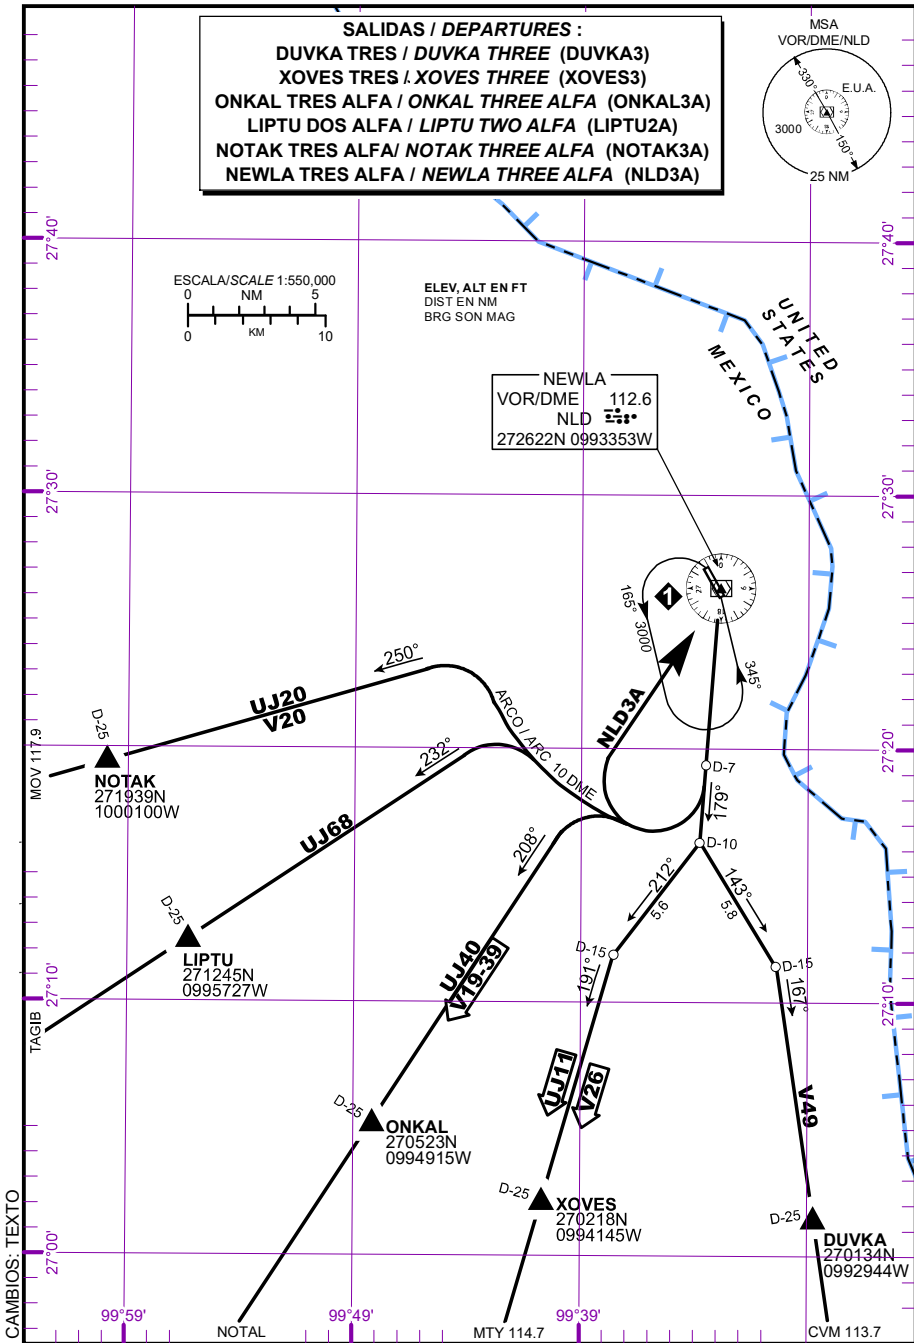 SALIDAS / DEPARTURES :
DUVKA TRES / DUVKA THREE (DUVKA3)
XOVES TRES / XOVES THREE (XOVES3)
ONKAL TRES ALFA / ONKAL THREE ALFA (ONKAL3A)
LIPTU DOS ALFA / LIPTU TWO ALFA (LIPTU2A)
NOTAK TRES ALFA/ NOTAK THREE ALFA (NOTAK3A)
NEWLA TRES ALFA / NEWLA THREE ALFA (NLD3A)
MSA
VOR/DME/NLD
330°
E.U.A.
3000
150°
25 NM
27°40'
27°40'
ESCALA/SCALE 1:550,000
0 NM 5
0 KM 10
ELEV, ALT EN FT
DIST EN NM
BRG SON MAG
UNITED
STATES
MEXICO
NEWLA
VOR/DME 112.6
NLD
272622N 0993353W
27°30'
27°30'
1
165° 3000
345°
NLD3A
250°
UJ20
V20
ARCO / ARC 10 DME
D-25
NOTAK
271939N
1000100W
MOV 117.9
27°20'
27°20'
232°
UJ68
D-7
179°
D-10
208°
212°
5.6
143°
5.8
D-25
LIPTU
271245N
0995727W
TAGIB
27°10'
27°10'
UJ40
V19-39
D-15
191°
D-15
167°
UJ11
V26
V49
D-25
ONKAL
270523N
0994915W
D-25
XOVES
270218N
0994145W
D-25
DUVKA
270134N
0992944W
27°00'
27°00'
99°59'
99°49'
99°39'
NOTAL
MTY 114.7
CVM 113.7
CAMBIOS: TEXTO